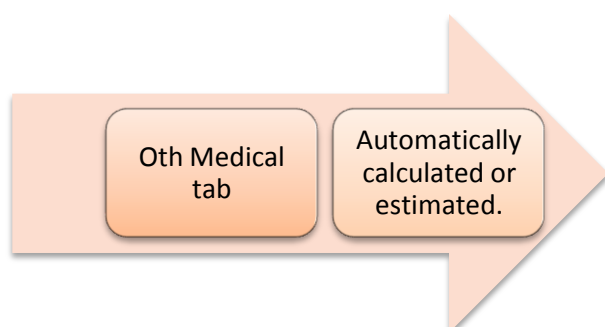 Oth Medical
tab
Automatically
calculated or
estimated.